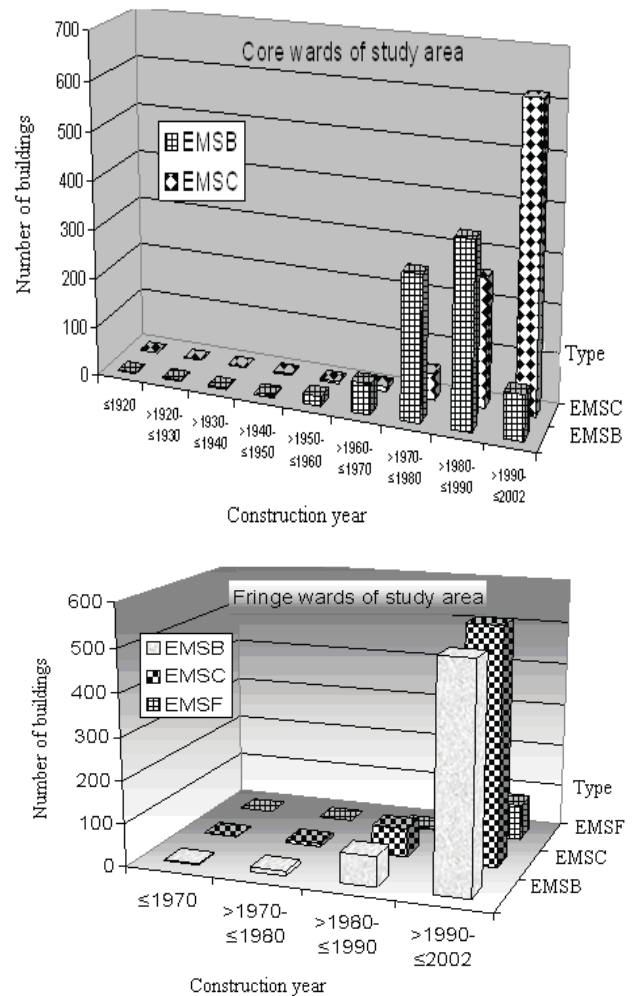 Core wards of study area
EMSB
EMSC
Number of buildings
700
600
500
400
300
200
100
0
≤1920
>1920-
≤1930
>1930-
≤1940
>1940-
≤1950
>1950-
≤1960
>1960-
≤1970
>1970-
≤1980
>1980-
≤1990
>1990-
≤2002
Type
EMSC
EMSB
Construction year
Fringe wards of study area
EMSB
EMSC
EMSF
Number of buildings
600
500
400
300
200
100
0
≤1970
>1970-
≤1980
>1980-
≤1990
>1990-
≤2002
Type
EMSF
EMSC
EMSB
Construction year